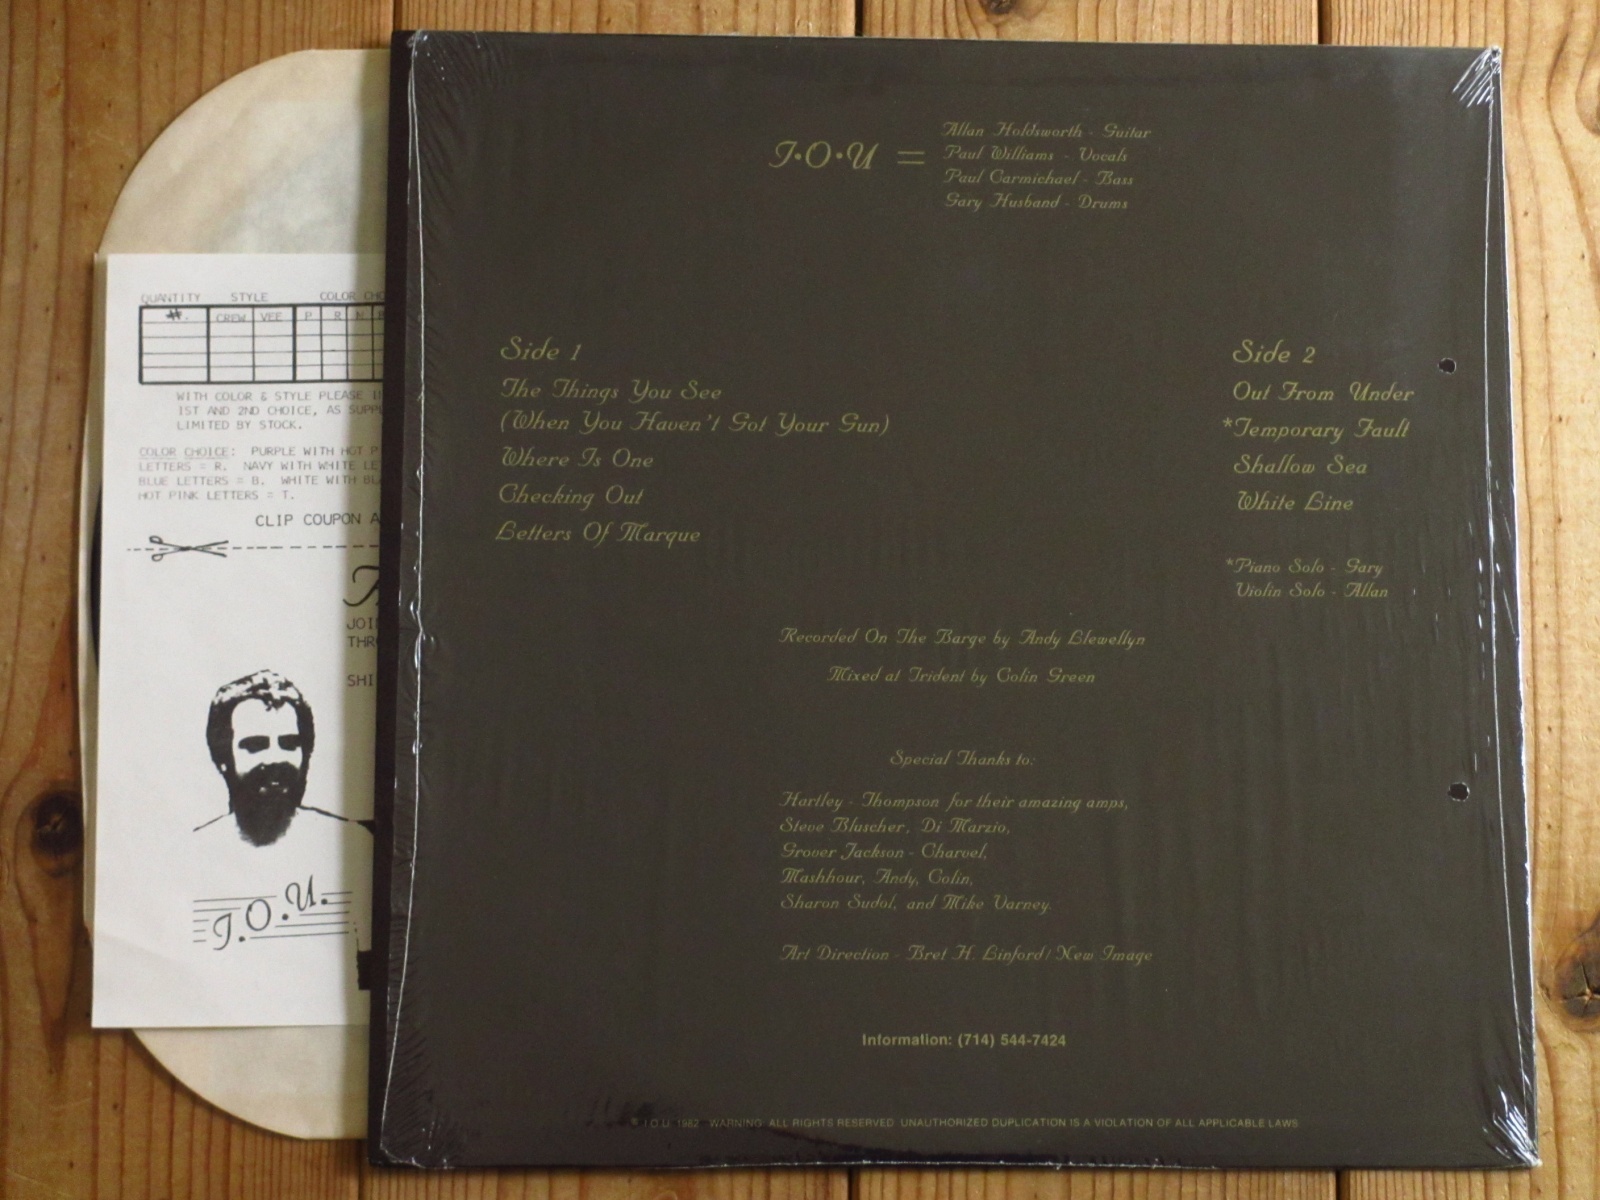 I·O·U =
Allan Holdsworth - Guitar
Paul Williams - Vocals
Paul Carmichael - Bass
Gary Husband - Drums
Side 1
The Things You See
(When You Haven't Got Your Gun)
Where Is One
Checking Out
Letters Of Marque
Side 2
Out From Under
*Temporary Fault
Shallow Sea
White Line
*Piano Solo - Gary
Violin Solo - Allan
Recorded On The Barge by Andy Llewellyn
Mixed at Trident by Colin Green
Special Thanks to:
Hartley - Thompson for their amazing amps,
Steve Bluscher, Di Marzio,
Grover Jackson - Charvel,
Mashhour, Andy, Colin,
Sharon Sudol, and Mike Varney.
Art Direction - Bret H. Linford/New Image
Information: (714) 544-7424
I.O.U. 1982 WARNING ALL RIGHTS RESERVED UNAUTHORIZED DUPLICATION IS A VIOLATION OF ALL APPLICABLE LAWS
QUANTITY STYLE COLOR
#. CREW VEE P R N
WITH COLOR & STYLE PLEASE
1ST AND 2ND CHOICE, AS
LIMITED BY STOCK.
COLOR CHOICE: PURPLE WITH HOT
LETTERS = R. NAVY WITH WHITE
BLUE LETTERS = B. WHITE WITH
HOT PINK LETTERS = T.
CLIP COUPON
I.O.U.